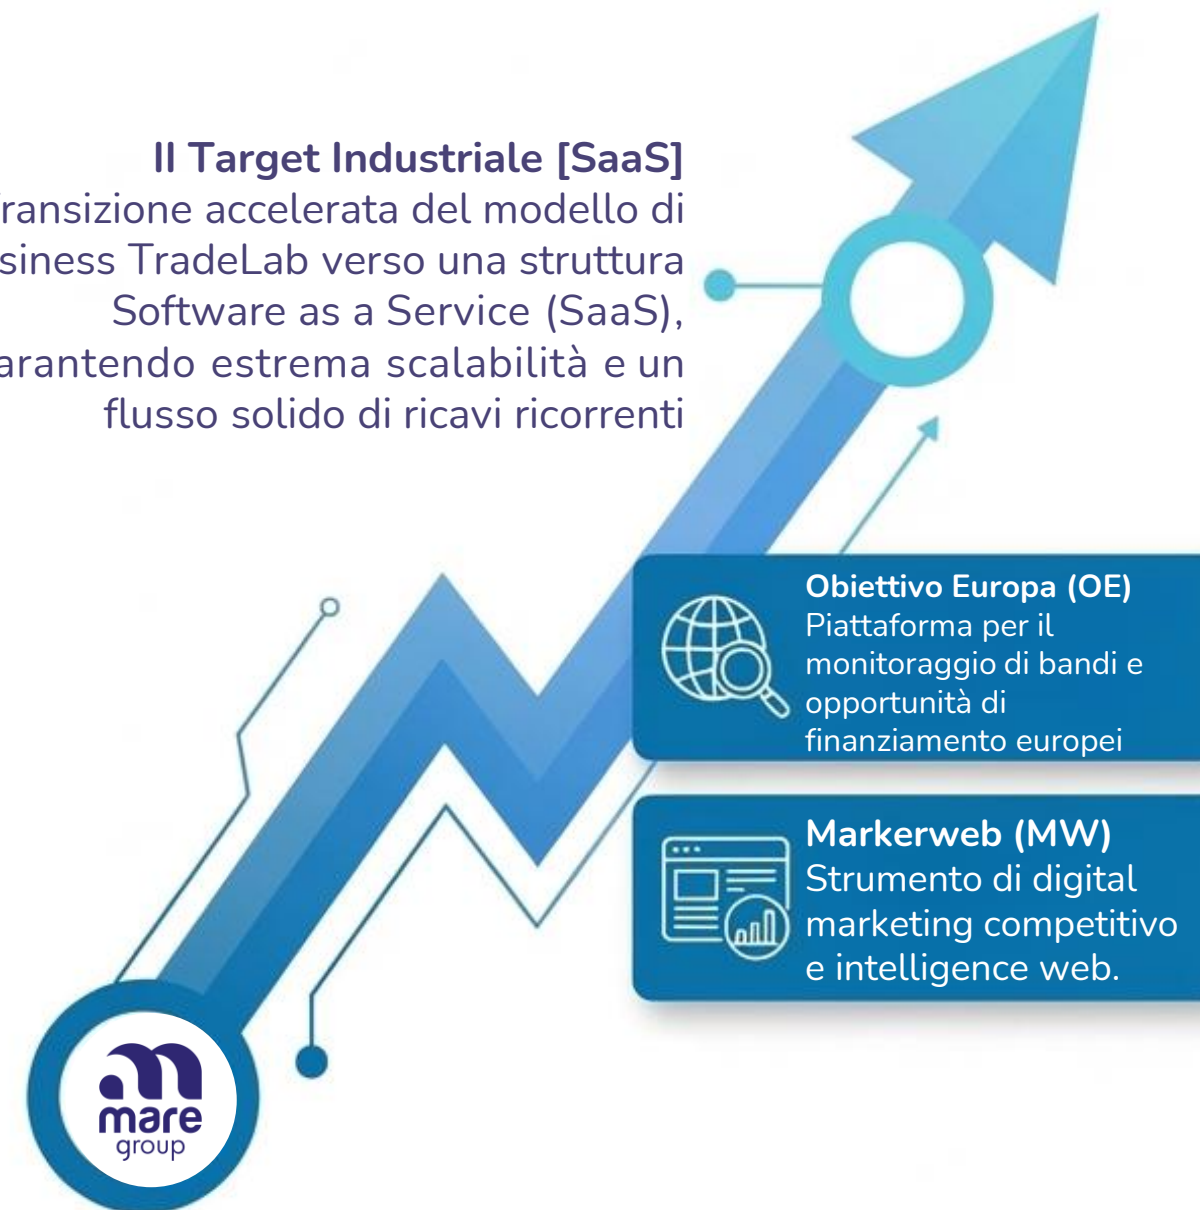 Il Target Industriale [SaaS]
ransizione accelerata del modello di
siness TradeLab verso una struttura
Software as a Service (SaaS),
arantendo estrema scalabilità e un
flusso solido di ricavi ricorrenti
Obiettivo Europa (OE)
Piattaforma per il
monitoraggio di bandi e
opportunità di
finanziamento europei
Markerweb (MW)
Strumento di digital
marketing competitivo
e intelligence web.
mare
group